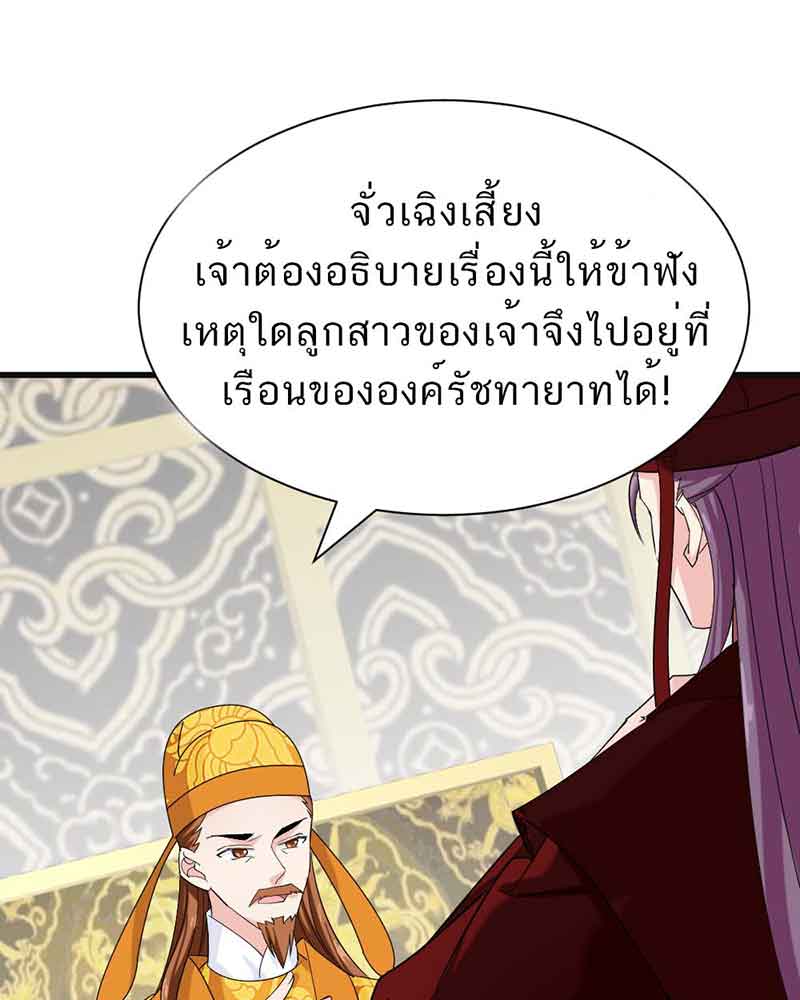 จั่วเฉิงเสี้ยง
เจ้าต้องอธิบายเรื่องนี้ให้ข้าฟัง
เหตุใดลูกสาวของเจ้าจึงไปอยู่ที่
เรือนขององค์รัชทายาทได้!